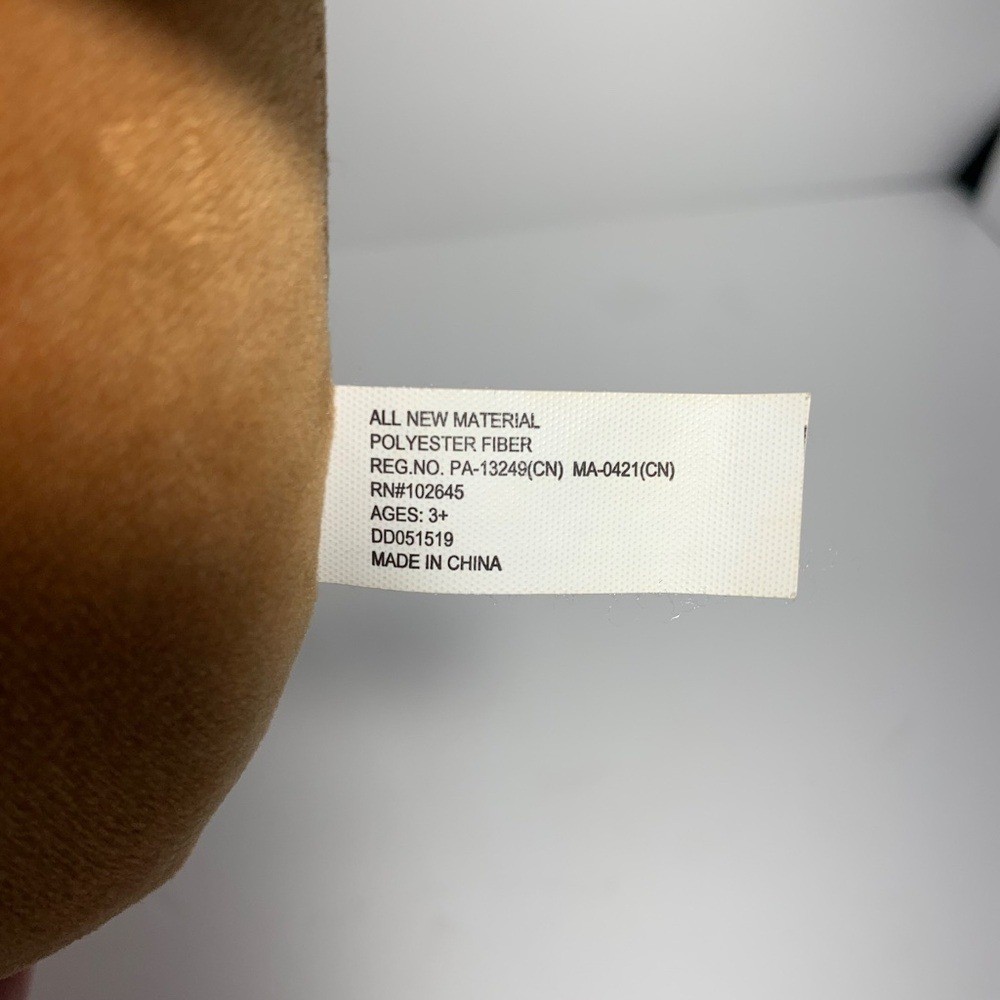 ALL NEW MATERIAL
POLYESTER FIBER
REG.NO. PA-13249(CN) MA-0421(CN)
RN#102645
AGES: 3+
DD051519
MADE IN CHINA